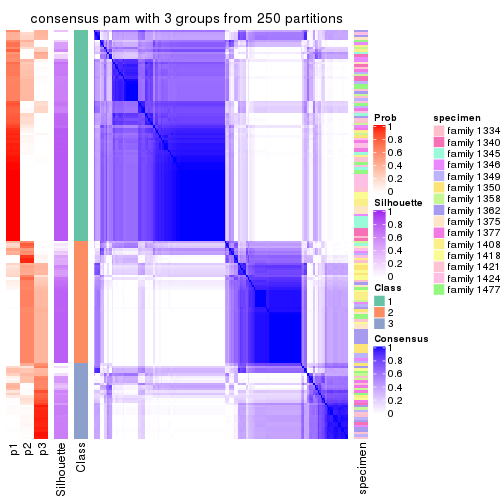 consensus pam with 3 groups from 250 partitions
Prob
1
0.8
0.6
0.4
0.2
0
Silhouette
1
0.8
0.6
0.4
0.2
0
Class
1
2
3
Consensus
1
0.8
0.6
0.4
0.2
0
specimen
family 1334
family 1340
family 1345
family 1346
family 1349
family 1350
family 1358
family 1362
family 1375
family 1377
family 1408
family 1418
family 1421
family 1424
family 1477
p1
p2
p3
Silhouette
Class
specimen